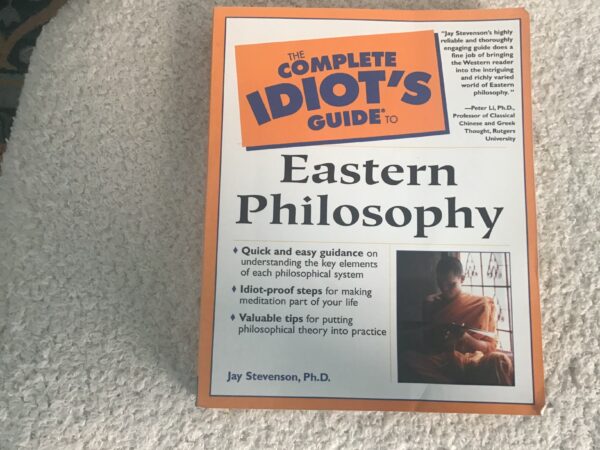 THE
COMPLETE
IDIOT'S
GUIDE® TO
"Jay Stevenson's highly
reliable and thoroughly
engaging guide does a
fine job of bringing
the Western reader
into the intriguing
and richly varied
world of Eastern
philosophy."
—Peter Li, Ph.D.,
Professor of Classical
Chinese and Greek
Thought, Rutgers
University
Eastern
Philosophy
♦ Quick and easy guidance on
understanding the key elements
of each philosophical system
♦ Idiot-proof steps for making
meditation part of your life
♦ Valuable tips for putting
philosophical theory into practice
Jay Stevenson, Ph.D.